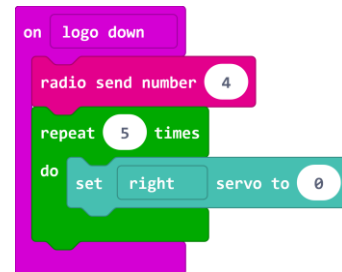 on logo down
radio send number 4
repeat 5 times
do
set right servo to 0